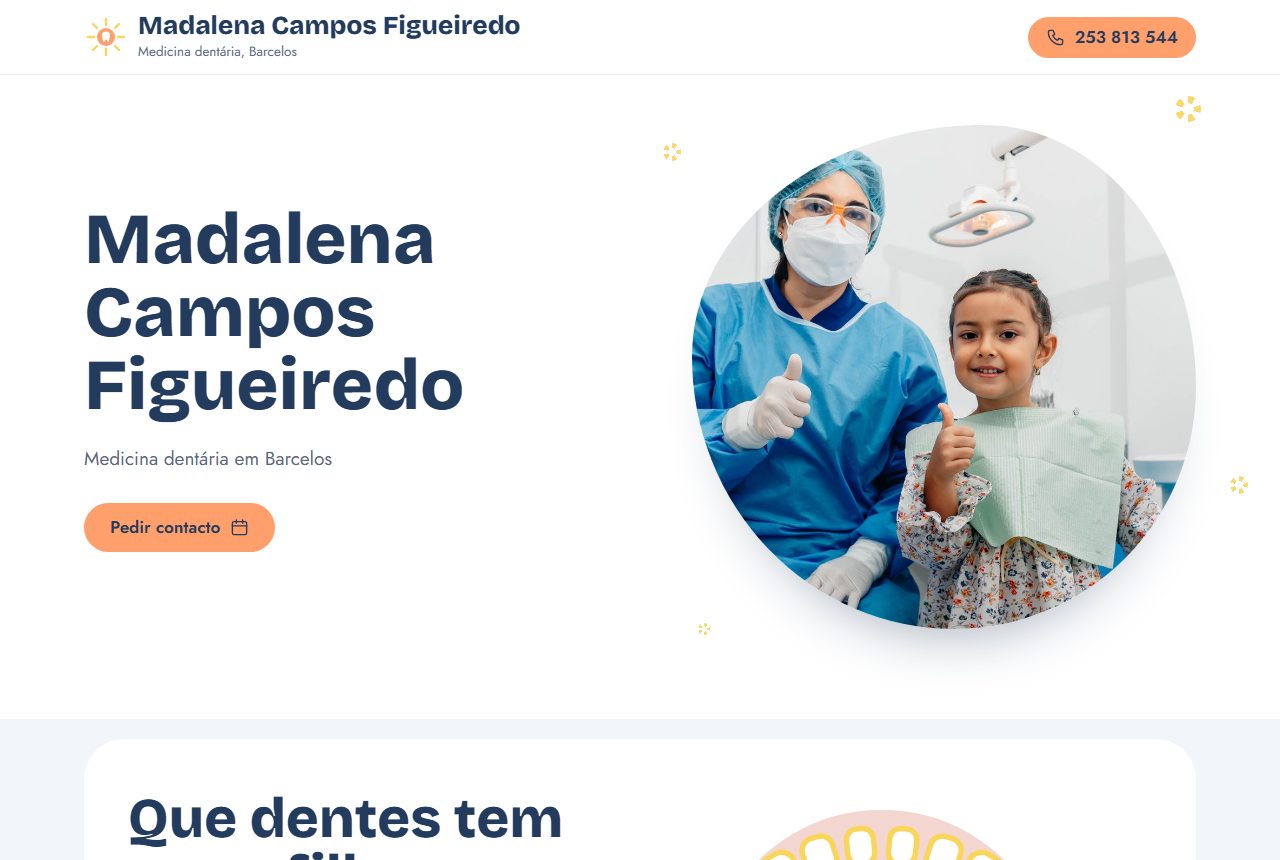 Madalena Campos Figueiredo
Medicina dentária, Barcelos
253 813 544
Madalena
Campos
Figueiredo
Medicina dentária em Barcelos
Pedir contacto
Que dentes tem